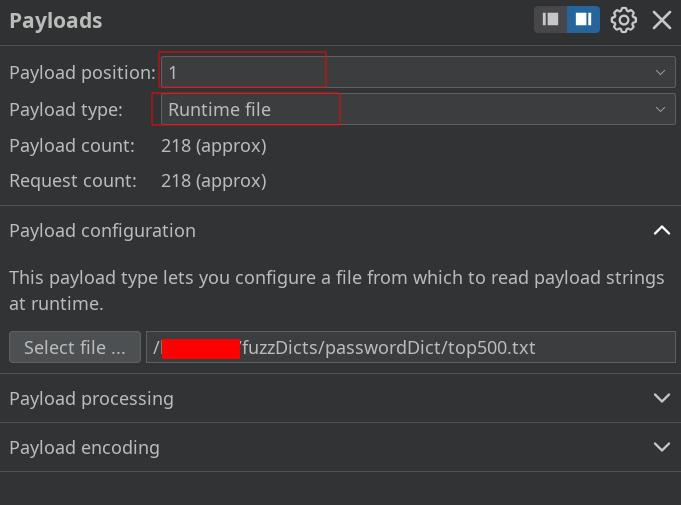 Payloads
Payload position: 1
Payload type: Runtime file
Payload count: 218 (approx)
Request count: 218 (approx)
Payload configuration
This payload type lets you configure a file from which to read payload strings
at runtime.
Select file ... / /fuzzDicts/passwordDict/top500.txt
Payload processing
Payload encoding